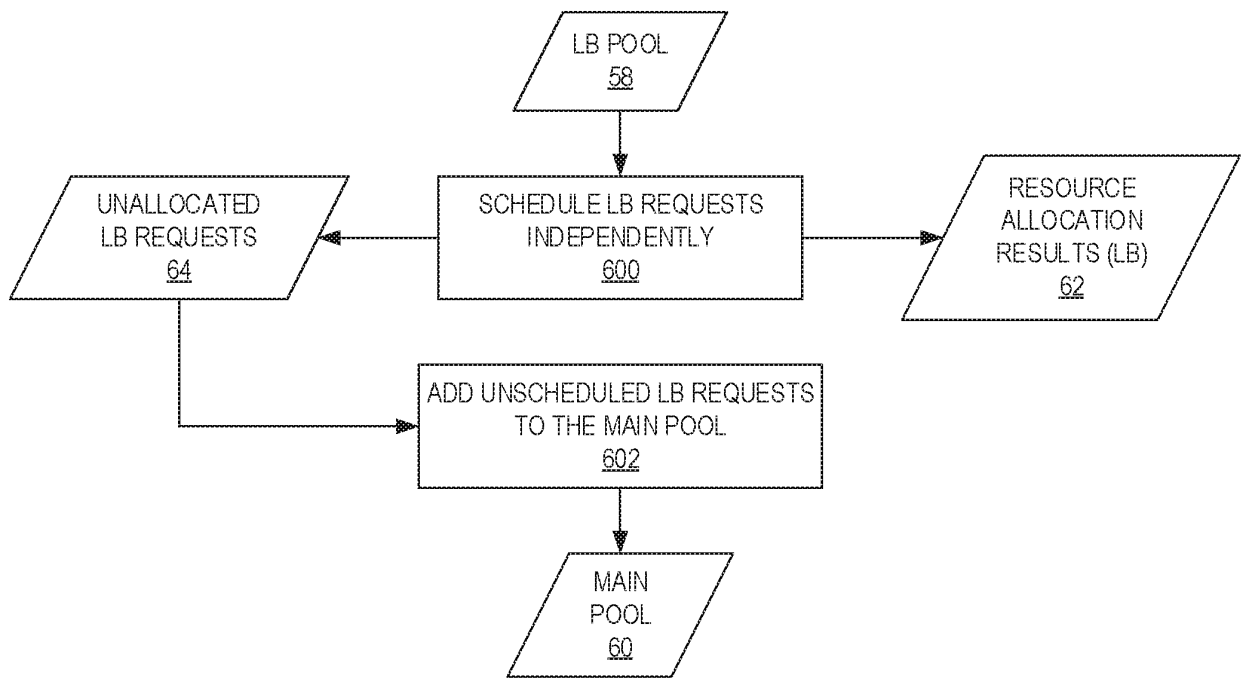 LB POOL
58
UNALLOCATED
LB REQUESTS
64
SCHEDULE LB REQUESTS
INDEPENDENTLY
600
RESOURCE
ALLOCATION
RESULTS (LB)
62
ADD UNSCHEDULED LB REQUESTS
TO THE MAIN POOL
602
MAIN
POOL
60